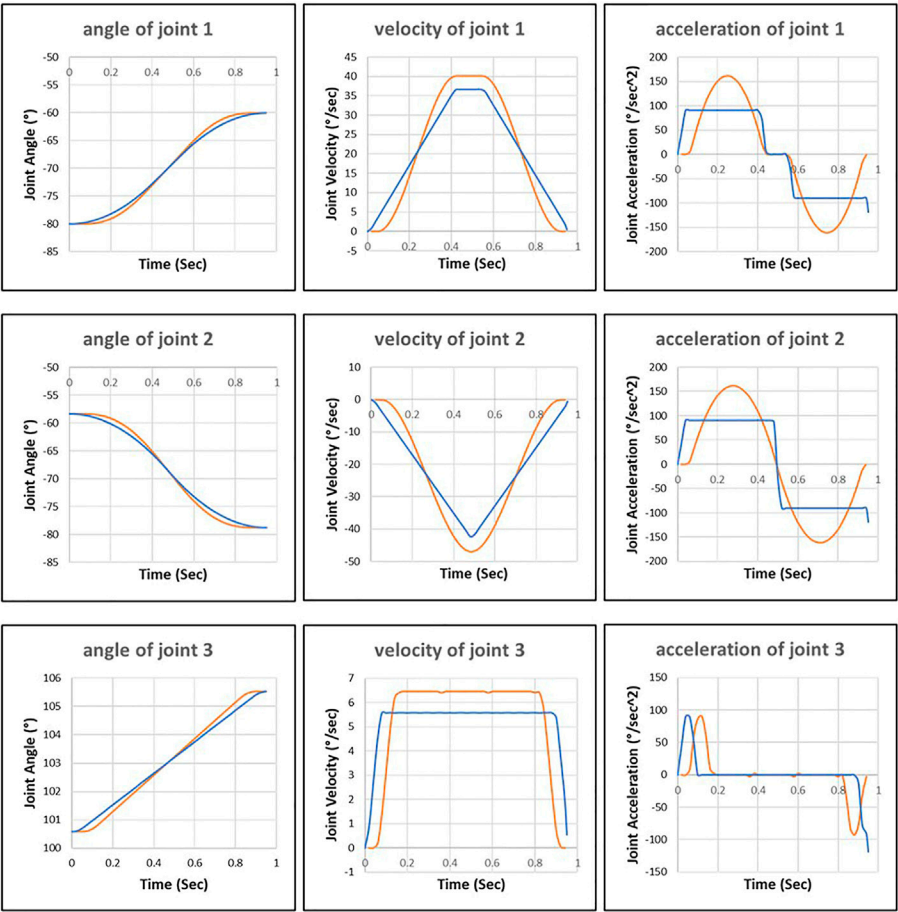 angle of joint 1
-50
0 0.2 0.4 0.6 0.8 1
-55
-60
-65
-70
-75
-80
-85
Joint Angle (°)
Time (Sec)
velocity of joint 1
45
40
35
30
25
20
15
10
5
0
-5
0 0.2 0.4 0.6 0.8 1
Joint Velocity (°/sec)
Time (Sec)
acceleration of joint 1
200
150
100
50
0
-50
-100
-150
-200
0 0.2 0.4 0.6 0.8 1
Joint Acceleration (°/sec^2)
Time (Sec)
angle of joint 2
-50
0 0.2 0.4 0.6 0.8 1
-55
-60
-65
-70
-75
-80
-85
Joint Angle (°)
Time (Sec)
velocity of joint 2
10
0
-10
-20
-30
-40
-50
0 0.2 0.4 0.6 0.8 1
Joint Velocity (°/sec)
Time (Sec)
acceleration of joint 2
200
150
100
50
0
-50
-100
-150
-200
0 0.2 0.4 0.6 0.8 1
Joint Acceleration (°/sec^2)
Time (Sec)
angle of joint 3
106
105
104
103
102
101
100
0 0.2 0.4 0.6 0.8 1
Joint Angle (°)
Time (Sec)
velocity of joint 3
7
6
5
4
3
2
1
0
-1
0 0.2 0.4 0.6 0.8 1
Joint Velocity (°/sec)
Time (Sec)
acceleration of joint 3
150
100
50
0
-50
-100
-150
0 0.2 0.4 0.6 0.8 1
Joint Acceleration (°/sec^2)
Time (Sec)